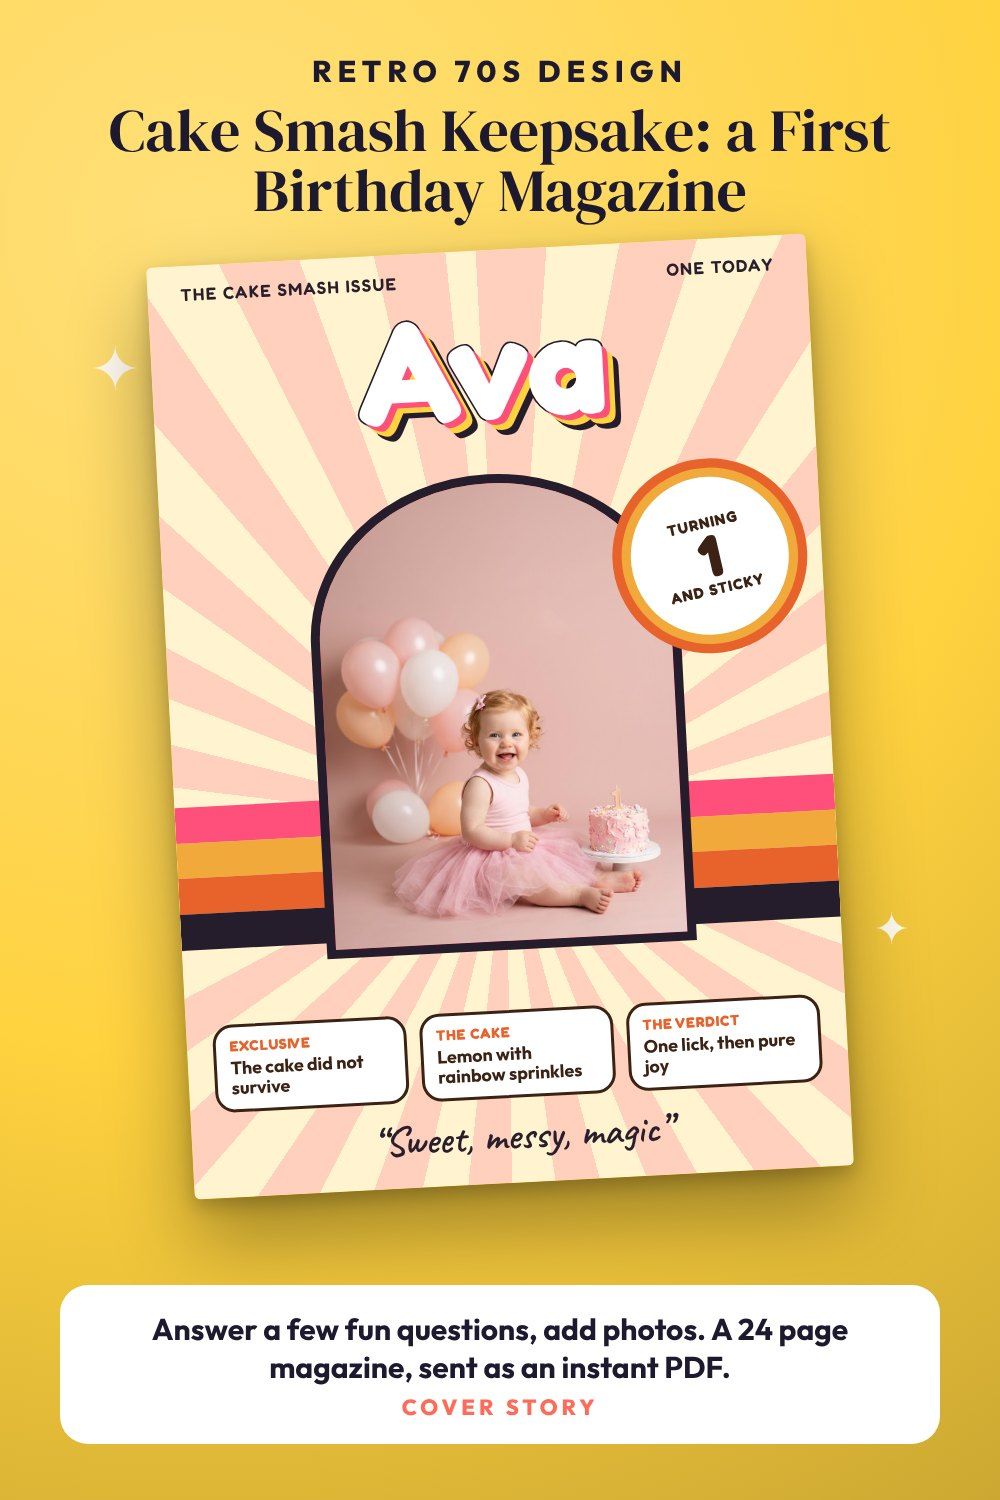 RETRO 70S DESIGN
Cake Smash Keepsake: a First
Birthday Magazine
THE CAKE SMASH ISSUE
ONE TODAY
Ava
TURNING
1
AND STICKY
1
EXCLUSIVE
The cake did not
survive
THE CAKE
Lemon with
rainbow sprinkles
THE VERDICT
One lick, then pure
joy
“Sweet, messy, magic”
Answer a few fun questions, add photos. A 24 page
magazine, sent as an instant PDF.
COVER STORY